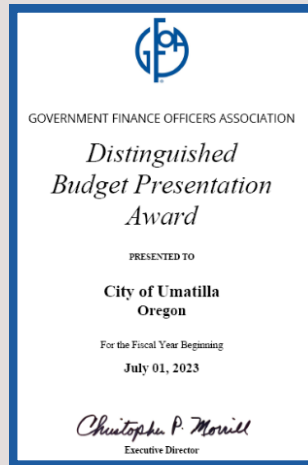 GFOA
GOVERNMENT FINANCE OFFICERS ASSOCIATION
Distinguished
Budget Presentation
Award
PRESENTED TO
City of Umatilla
Oregon
For the Fiscal Year Beginning
July 01, 2023
Christopher P. Morrill
Executive Director